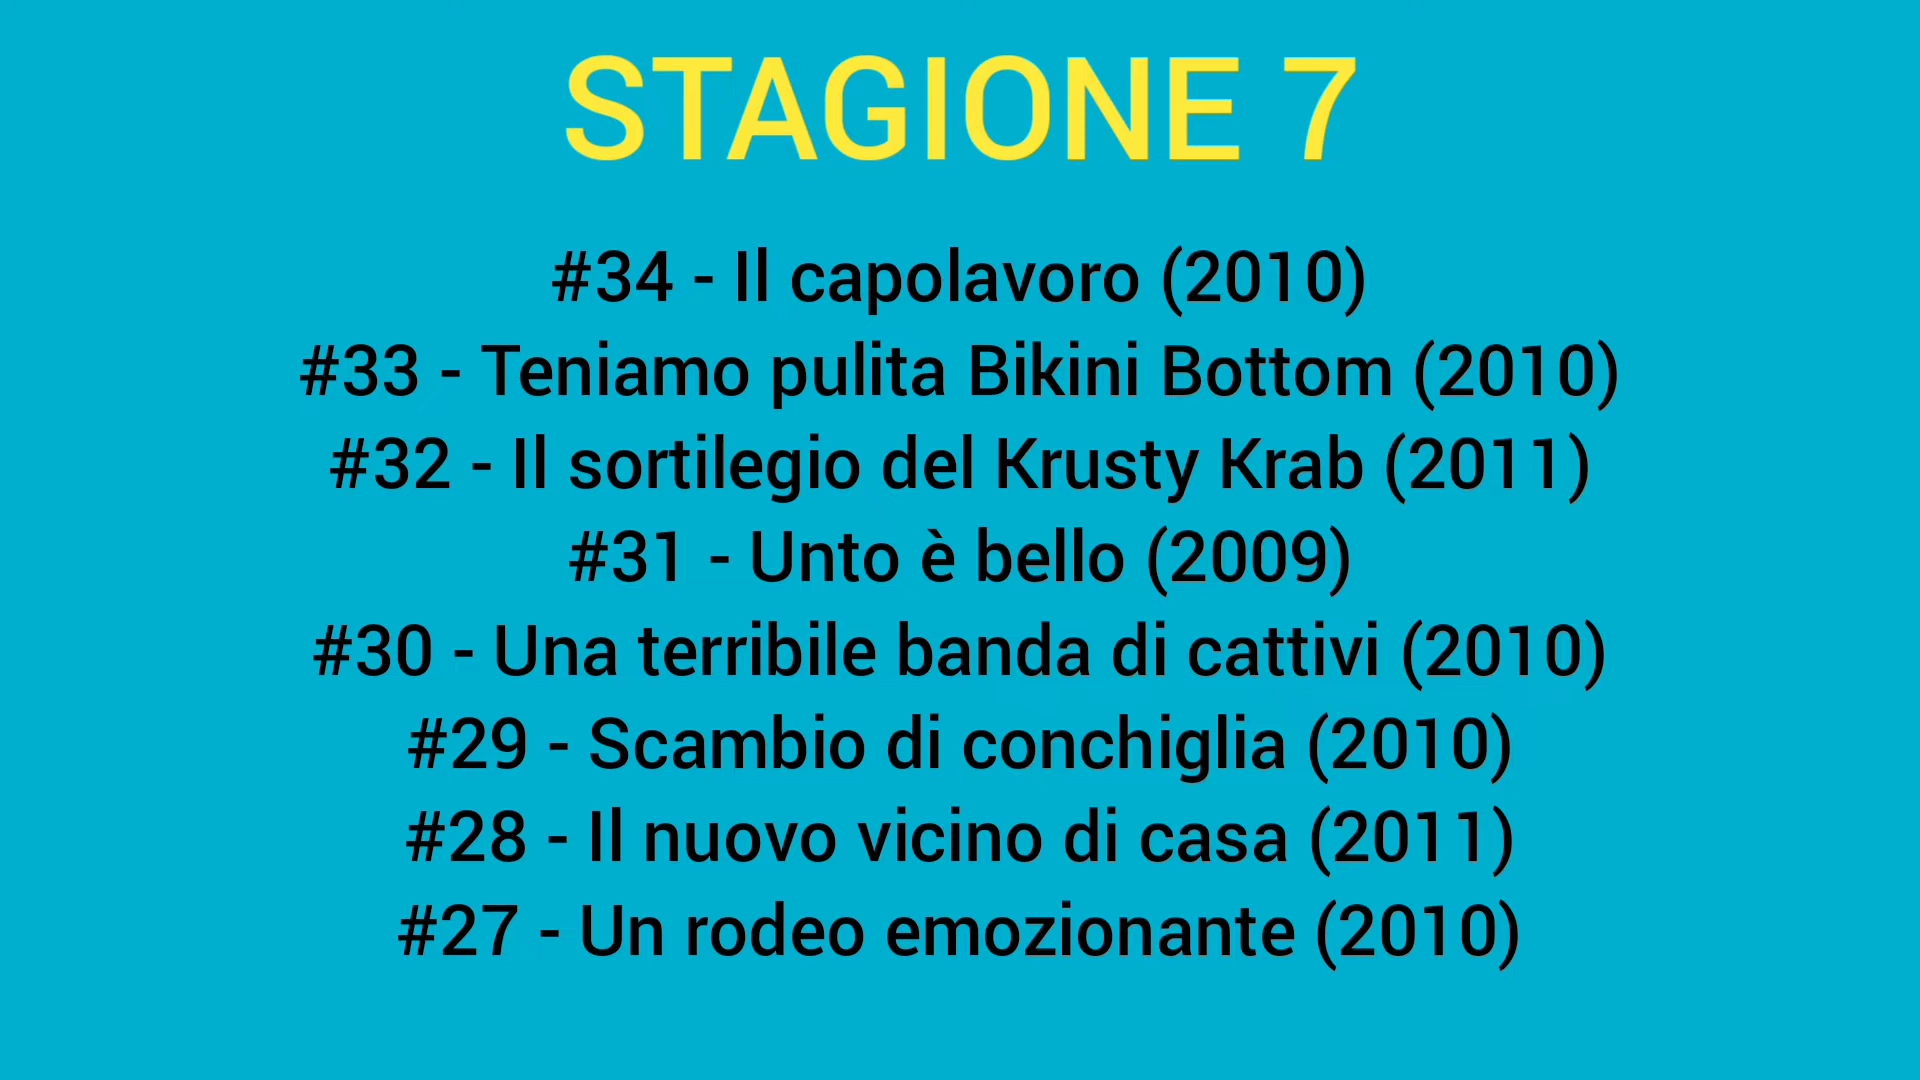 STAGIONE 7
#34 - Il capolavoro (2010)
#33 - Teniamo pulita Bikini Bottom (2010)
#32 - Il sortilegio del Krusty Krab (2011)
#31 - Unto è bello (2009)
#30 - Una terribile banda di cattivi (2010)
#29 - Scambio di conchiglia (2010)
#28 - Il nuovo vicino di casa (2011)
#27 - Un rodeo emozionante (2010)